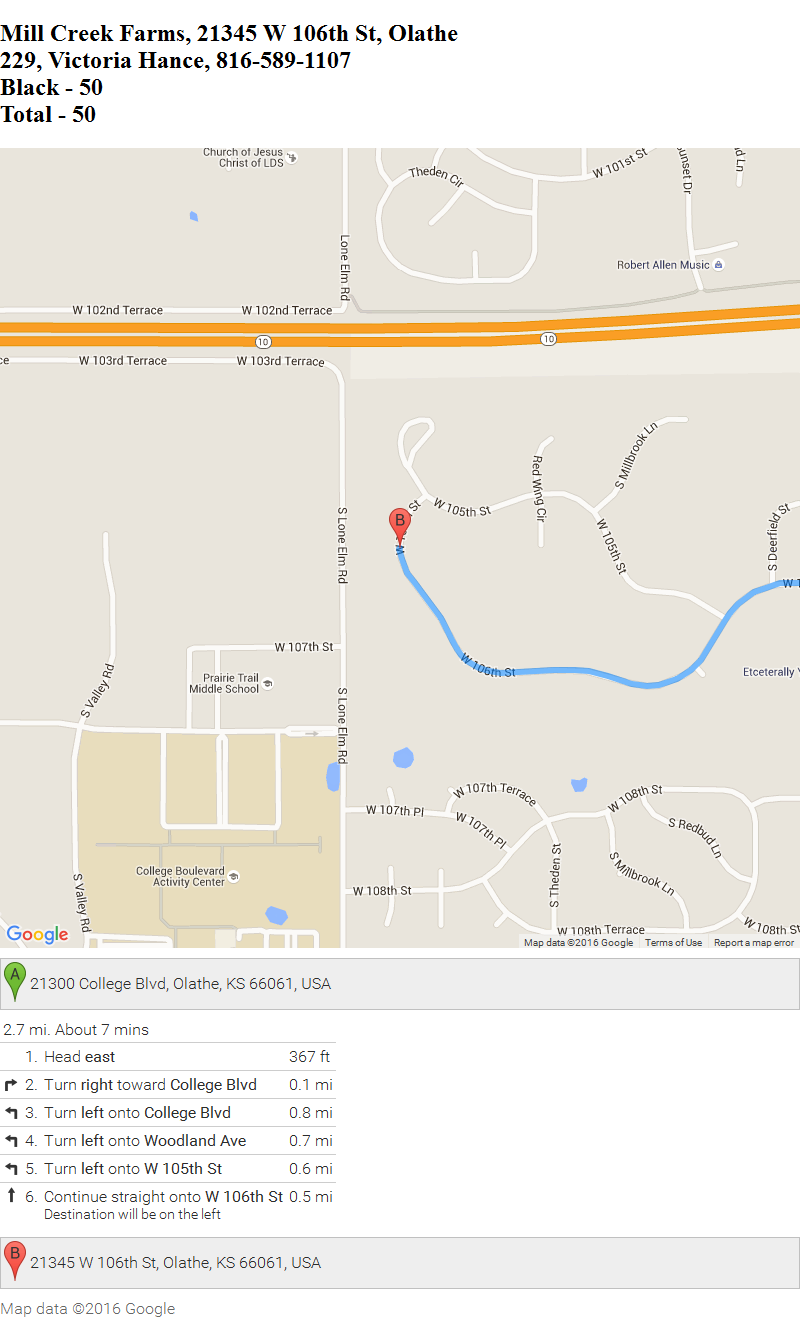 Mill Creek Farms, 21345 W 106th St, Olathe
229, Victoria Hance, 816-589-1107
Black - 50
Total - 50
Church of Jesus
Christ of LDS
Theden Cir
W 101st St
unset Dr
d Ln
Lone Elm Rd
Robert Allen Music
W 102nd Terrace
W 102nd Terrace
10
10
ce
W 103rd Terrace
W 103rd Terrace
S Millbrook Ln
Red Wing Cir
St
W 105th St
B
W
S Lone Elm Rd
W 105th St
S Deerfield St
W 1
W 107th St
W 106th St
Prairie Trail
Middle School
Etceterally Y
S Valley Rd
S Lone Elm Rd
W 107th Terrace
W 108th St
W 107th Pl
W 107th Pl
S Redbud Ln
S Theden St
S Millbrook Ln
College Boulevard
Activity Center
W 108th St
S Valley Rd
W 108th Terrace
W 108th St
Google
Map data ©2016 Google
Terms of Use
Report a map error
A
21300 College Blvd, Olathe, KS 66061, USA
2.7 mi. About 7 mins
1. Head east 367 ft
2. Turn right toward College Blvd 0.1 mi
3. Turn left onto College Blvd 0.8 mi
4. Turn left onto Woodland Ave 0.7 mi
5. Turn left onto W 105th St 0.6 mi
6. Continue straight onto W 106th St 0.5 mi
Destination will be on the left
B
21345 W 106th St, Olathe, KS 66061, USA
Map data ©2016 Google